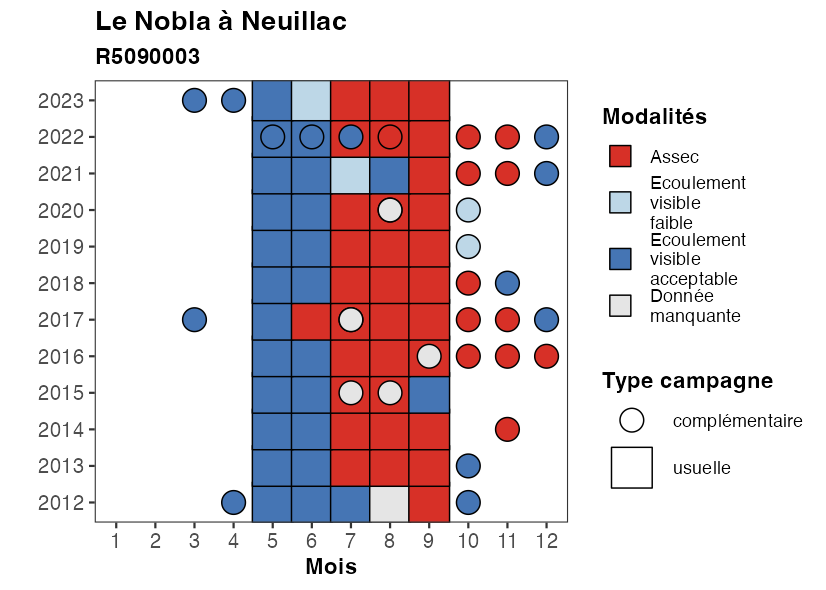 Le Nobla à Neuillac
R5090003
2023
2022
2021
2020
2019
2018
2017
2016
2015
2014
2013
2012
1 2 3 4 5 6 7 8 9 10 11 12
Mois
Modalités
Assec
Ecoulement
visible
faible
Ecoulement
visible
acceptable
Donnée
manquante
Type campagne
complémentaire
usuelle